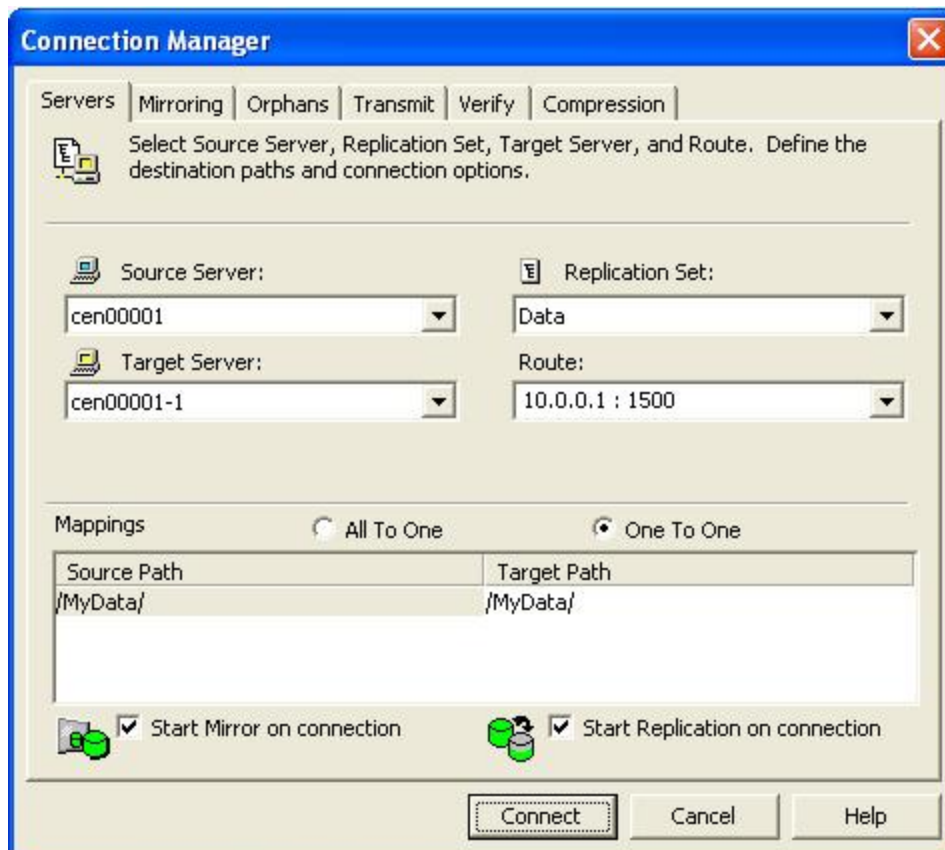 Connection Manager
Servers Mirroring Orphans Transmit Verify Compression
Select Source Server, Replication Set, Target Server, and Route. Define the
destination paths and connection options.
Source Server: Replication Set:
cen00001 Data
Target Server: Route:
cen00001-1 10.0.0.1 : 1500
Mappings All To One One To One
Source Path Target Path
/MyData/ /MyData/
Start Mirror on connection Start Replication on connection
Connect Cancel Help